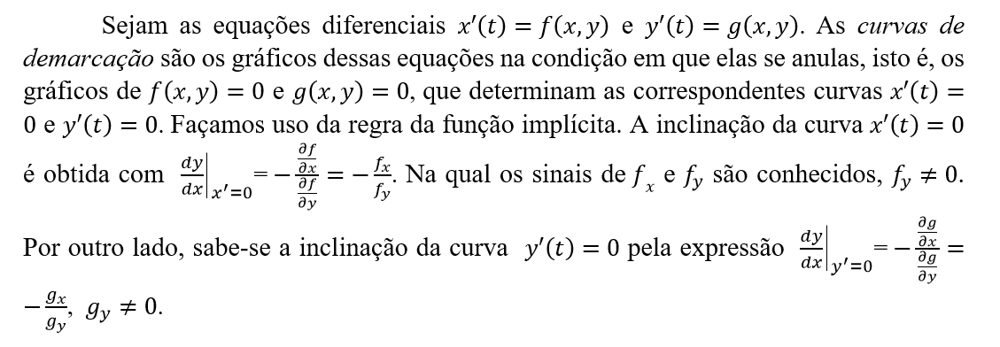 Sejam as equações diferenciais x′(t) = f(x, y) e y′(t) = g(x, y). As curvas de
demarcação são os gráficos dessas equações na condição em que elas se anulas, isto é, os
gráficos de f(x, y) = 0 e g(x, y) = 0, que determinam as correspondentes curvas x′(t) =
0 e y′(t) = 0. Façamos uso da regra da função implícita. A inclinação da curva x′(t) = 0
é obtida com dy/dx|x′=0 = − (∂f/∂x)/(∂f/∂y) = − fx/fy. Na qual os sinais de fx e fy são conhecidos, fy ≠ 0.
Por outro lado, sabe-se a inclinação da curva y′(t) = 0 pela expressão dy/dx|y′=0 = − (∂g/∂x)/(∂g/∂y) =
− gx/gy, gy ≠ 0.